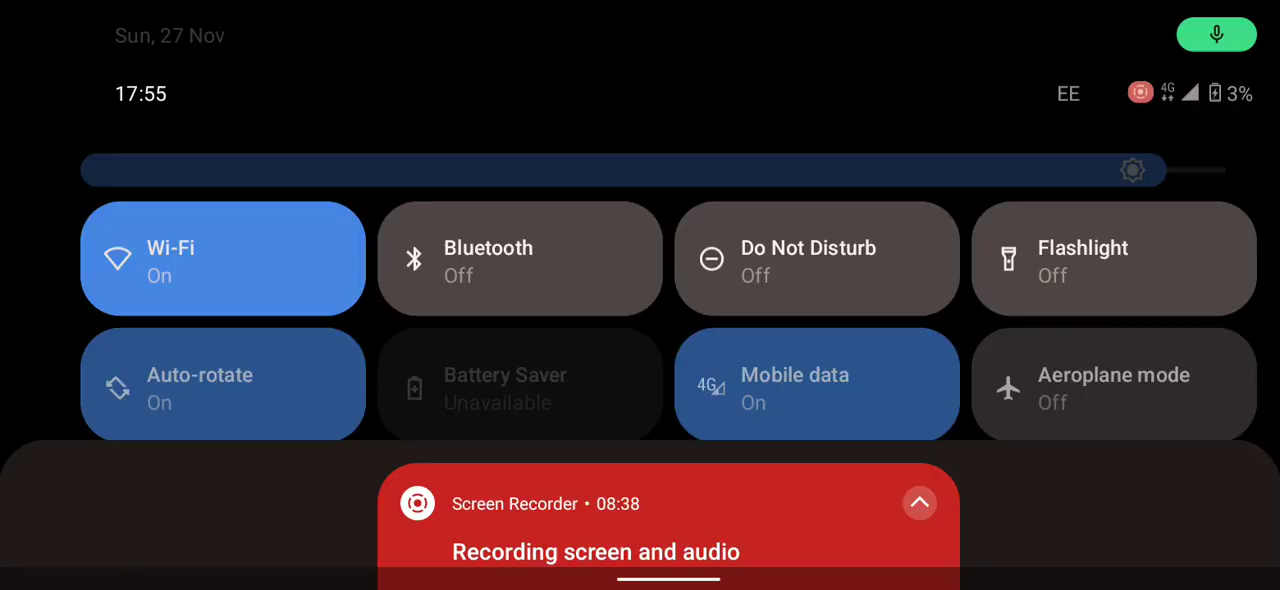 Sun, 27 Nov
17:55
EE 4G 3%
Wi-Fi
On
Bluetooth
Off
Do Not Disturb
Off
Flashlight
Off
Auto-rotate
On
Battery Saver
Unavailable
4G
Mobile data
On
Aeroplane mode
Off
Screen Recorder • 08:38
Recording screen and audio